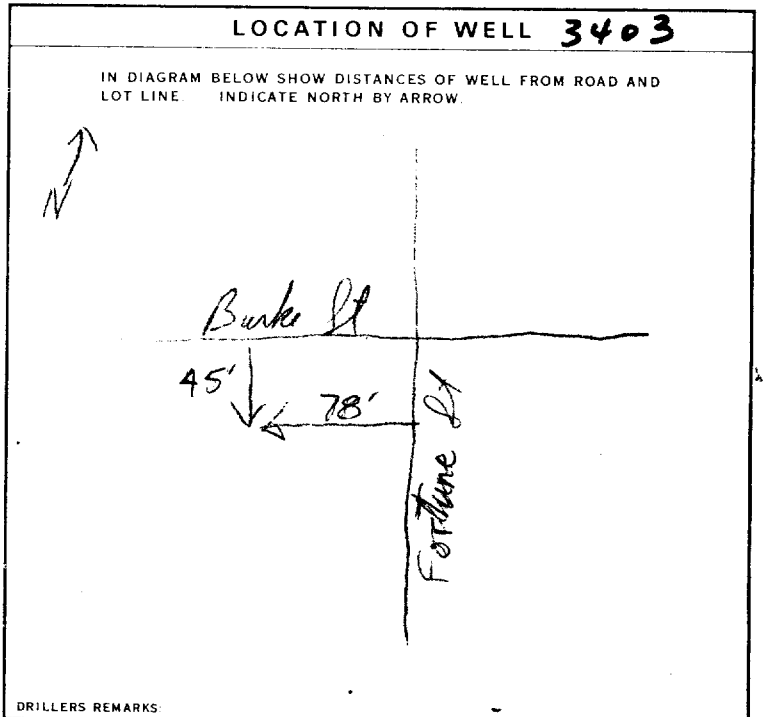 LOCATION OF WELL 3403
IN DIAGRAM BELOW SHOW DISTANCES OF WELL FROM ROAD AND
LOT LINE. INDICATE NORTH BY ARROW.
N
Burke St
45'
78'
Fortune St
DRILLERS REMARKS: